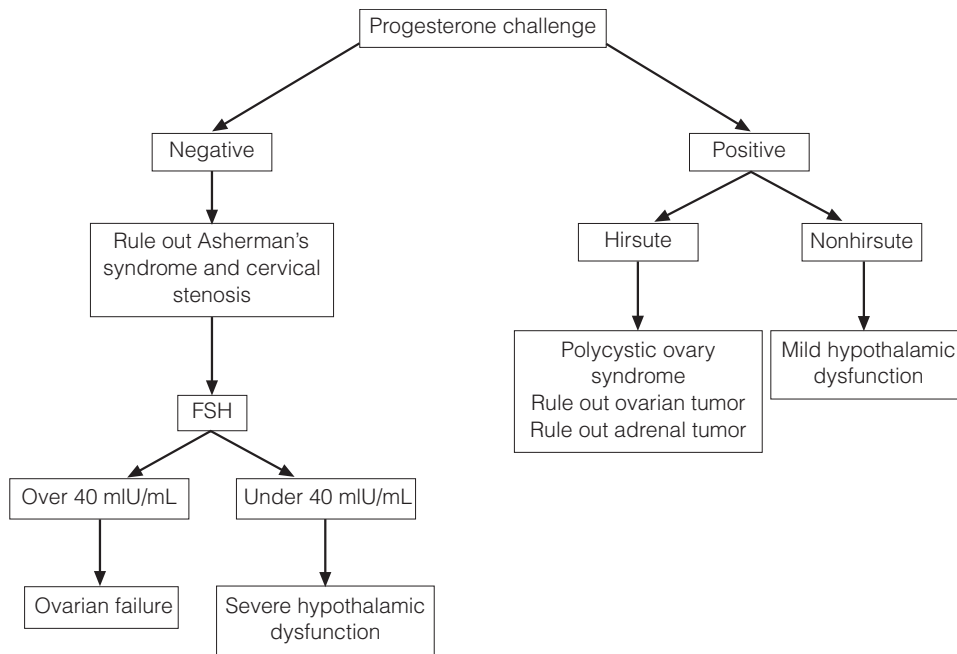 Progesterone challenge
Negative
Positive
Rule out Asherman's
syndrome and cervical
stenosis
Hirsute
Nonhirsute
Polycystic ovary
syndrome
Rule out ovarian tumor
Rule out adrenal tumor
Mild hypothalamic
dysfunction
FSH
Over 40 mIU/mL
Under 40 mIU/mL
Ovarian failure
Severe hypothalamic
dysfunction